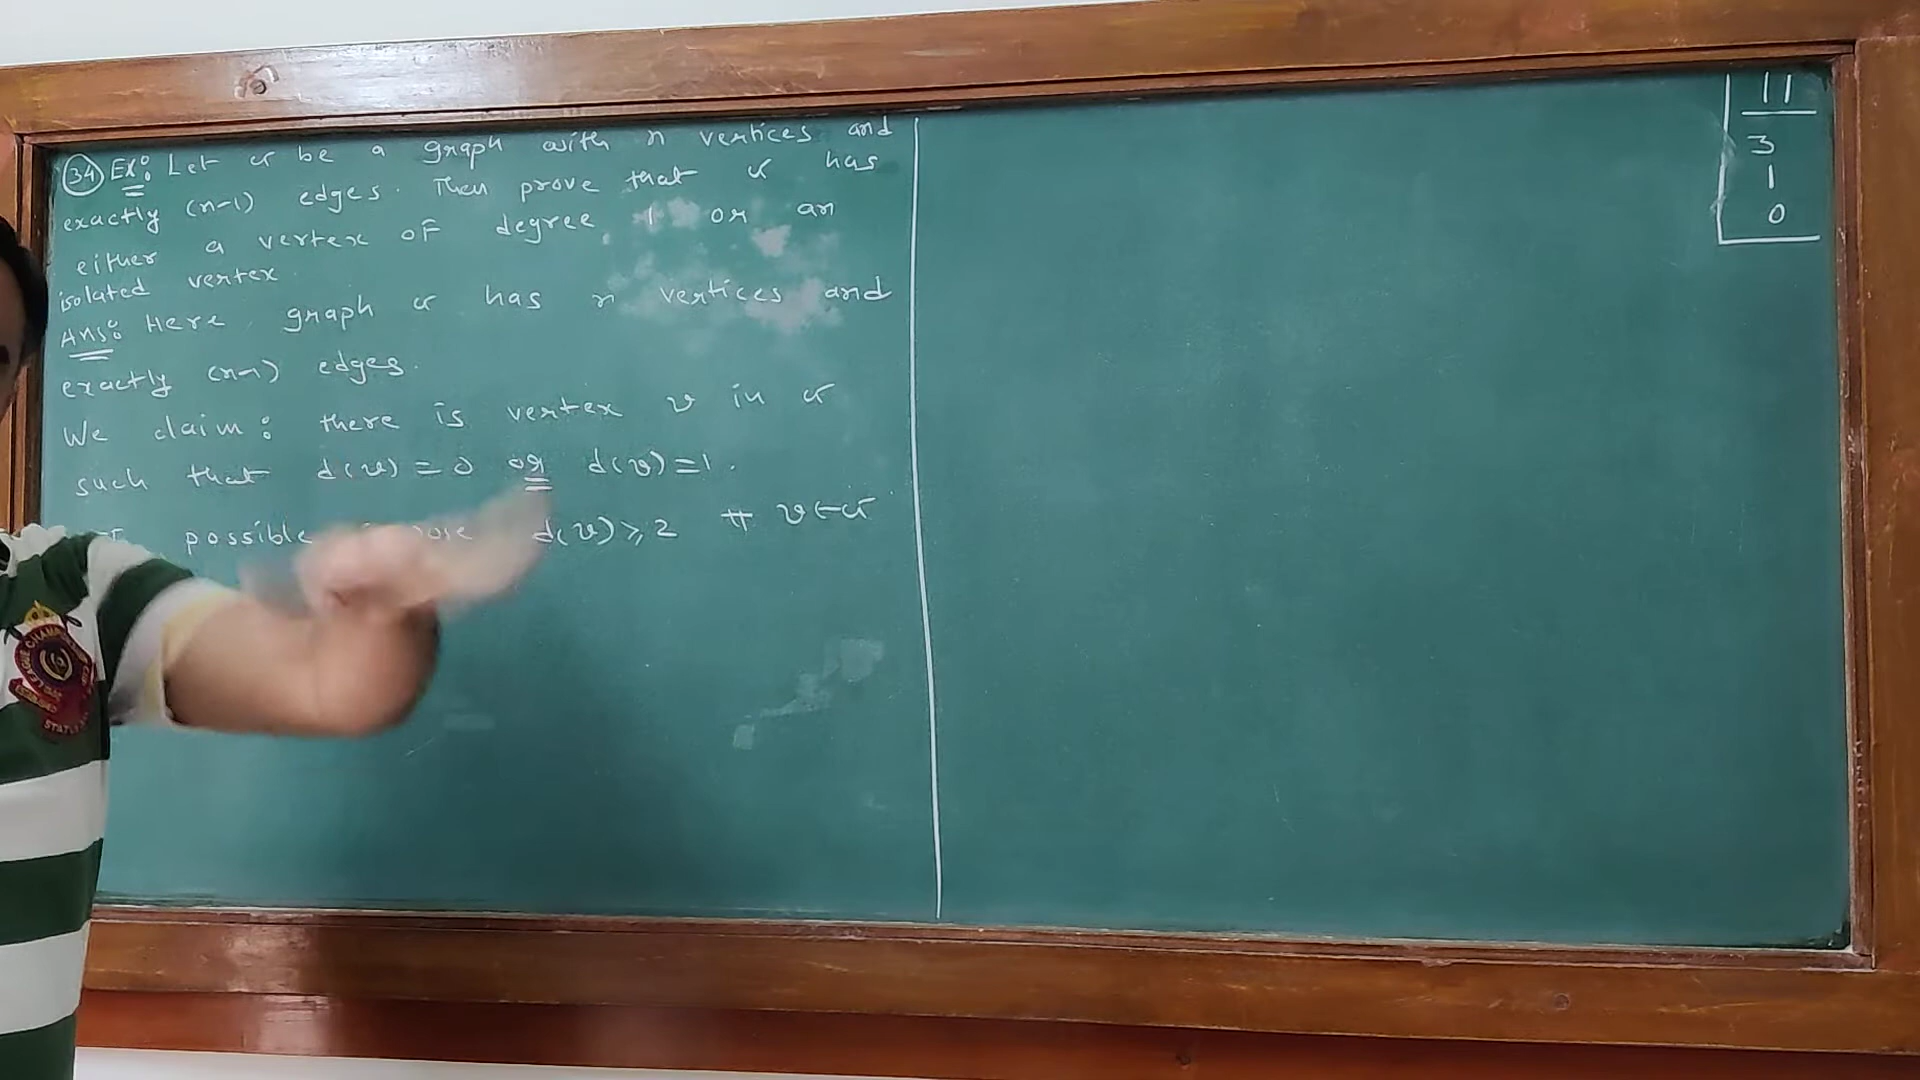 34 Ex: Let G be a graph with n vertices and
exactly (n-1) edges. Then prove that G has
either a vertex of degree 1 or an
isolated vertex.
Ans: Here graph G has n vertices and
exactly (n-1) edges.
We claim: there is vertex v in G
such that d(v) = 0 or d(v) = 1.
possible d(v) ≥ 2 ∀ v ∈ G
11
3
1
0